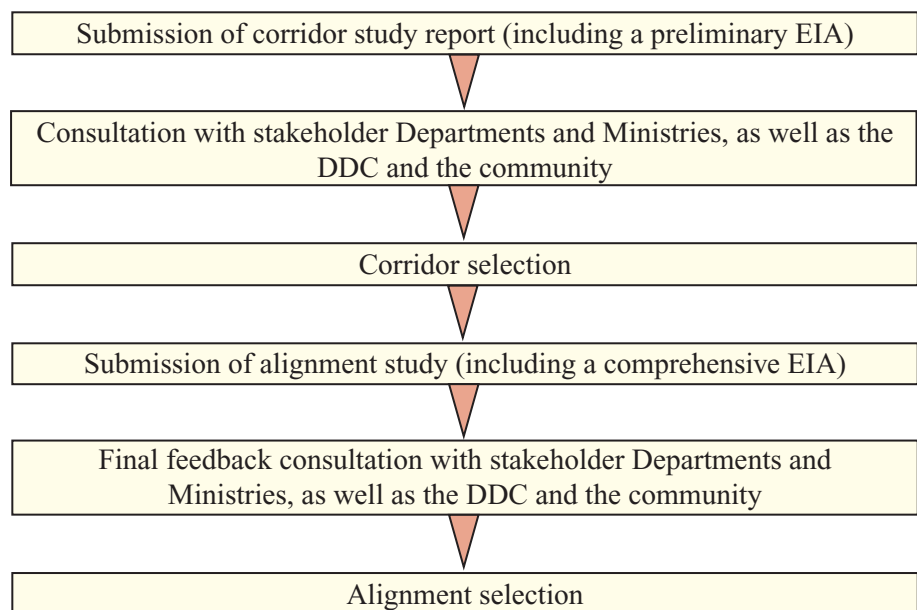 Submission of corridor study report (including a preliminary EIA)
Consultation with stakeholder Departments and Ministries, as well as the
DDC and the community
Corridor selection
Submission of alignment study (including a comprehensive EIA)
Final feedback consultation with stakeholder Departments and
Ministries, as well as the DDC and the community
Alignment selection